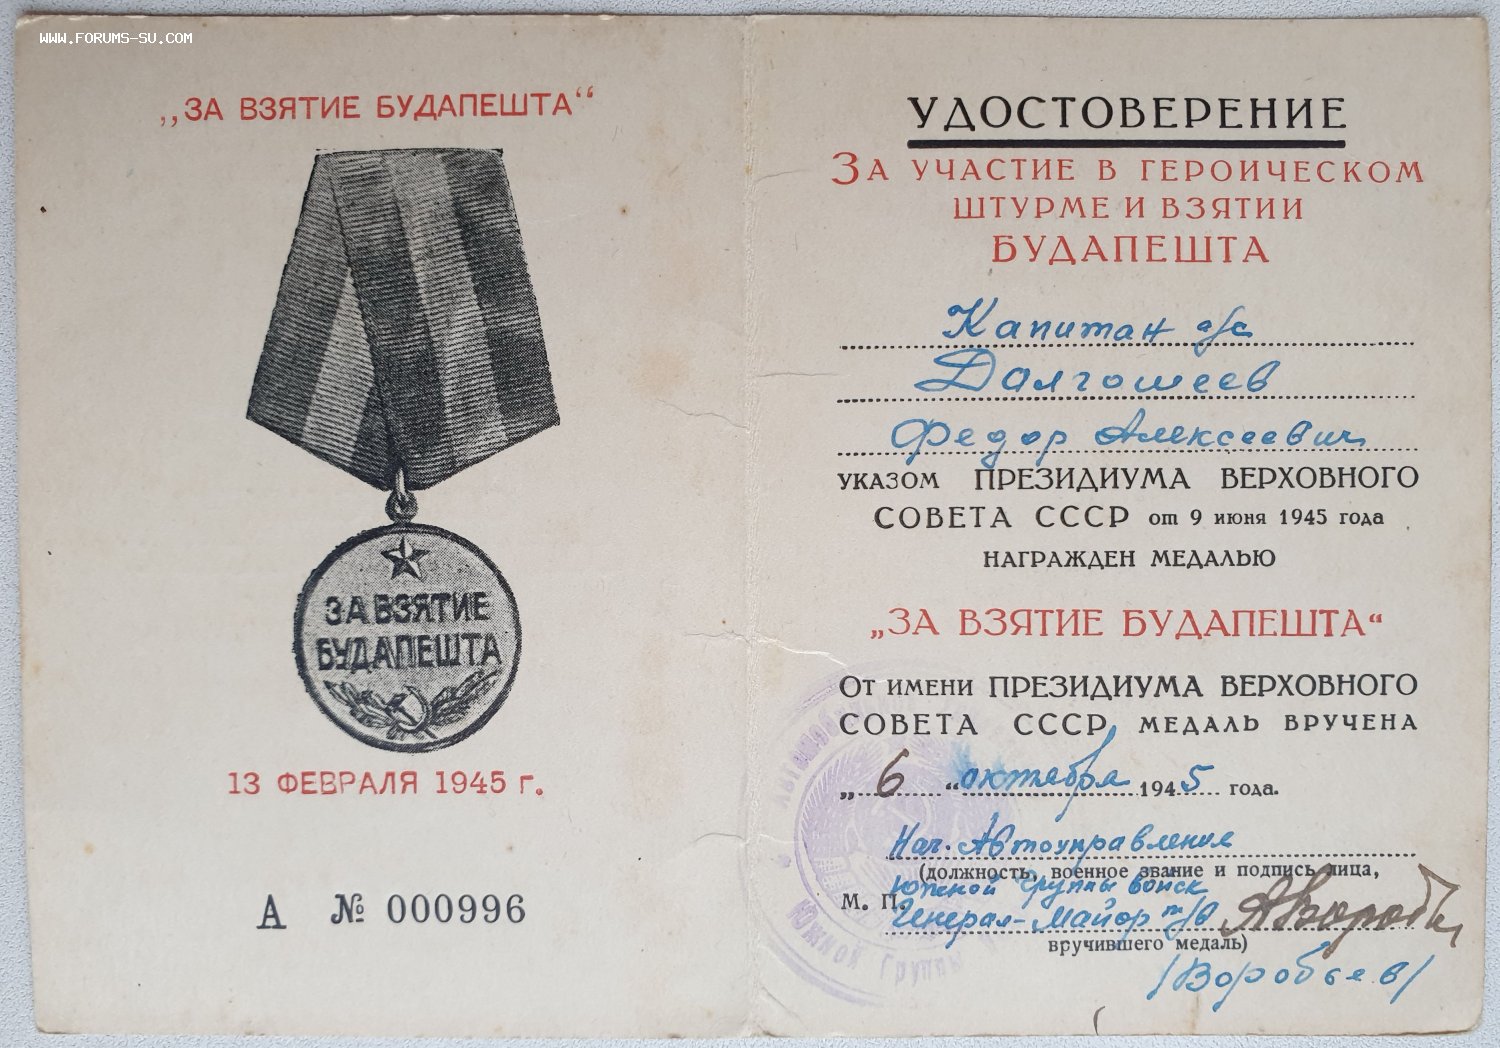 WWW.FORUMS-SU.COM
„ЗА ВЗЯТИЕ БУДАПЕШТА“
ЗА ВЗЯТИЕ
БУДАПЕШТА
13 ФЕВРАЛЯ 1945 г.
А № 000996
УДОСТОВЕРЕНИЕ
ЗА УЧАСТИЕ В ГЕРОИЧЕСКОМ
ШТУРМЕ И ВЗЯТИИ
БУДАПЕШТА
Капитан а/с
Далгошеев
Федор Алексеевич
УКАЗОМ ПРЕЗИДИУМА ВЕРХОВНОГО
СОВЕТА СССР от 9 июня 1945 года
НАГРАЖДЕН МЕДАЛЬЮ
„ЗА ВЗЯТИЕ БУДАПЕШТА“
ОТ ИМЕНИ ПРЕЗИДИУМА ВЕРХОВНОГО
СОВЕТА СССР МЕДАЛЬ ВРУЧЕНА
„6“ октября 1945 года.
Нач. Автоуправления
(должность, военное звание и подпись лица,
Южной группы войск
М. П.
Генерал-Майор т/в
вручившего медаль)
/Воробьев/
Южной Группы